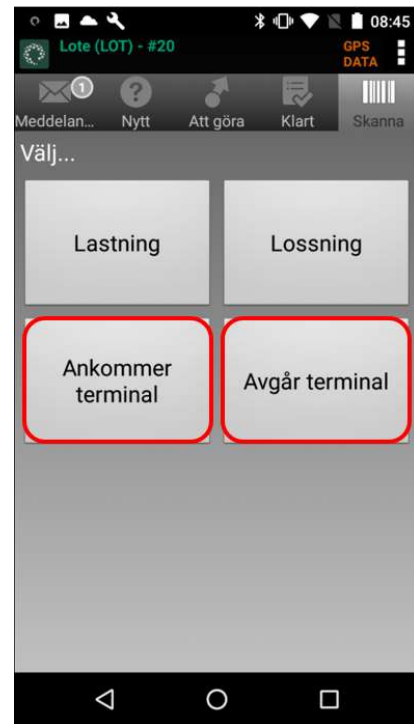 08:45
Lote (LOT) - #20
GPS
DATA
1
Meddelan...
Nytt
Att göra
Klart
Skanna
Välj...
Lastning
Lossning
Ankommer
terminal
Avgår terminal